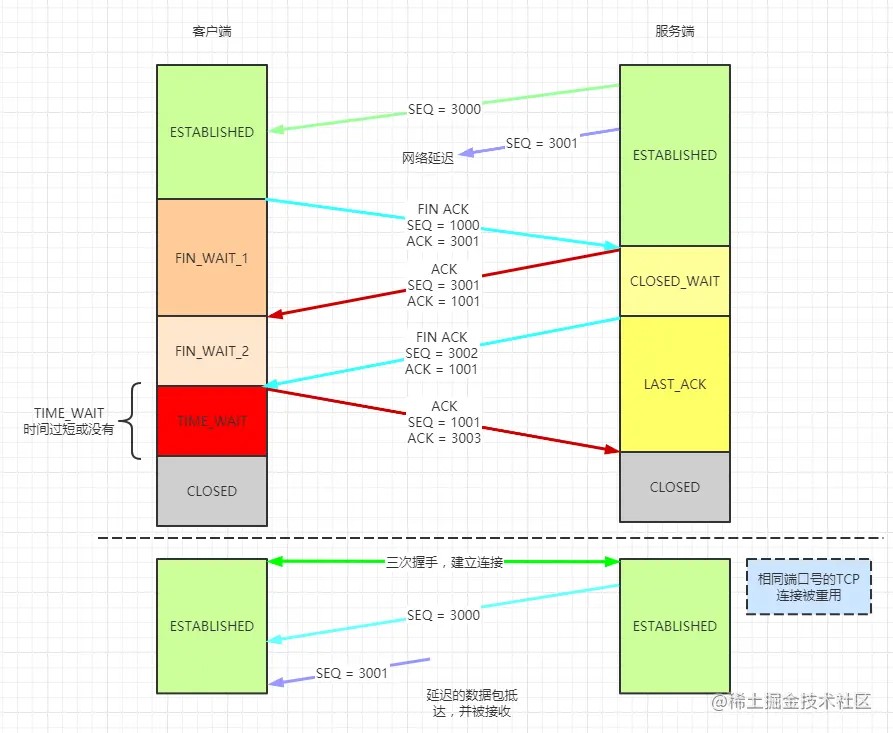 客户端
服务端
SEQ = 3000
ESTABLISHED
SEQ = 3001
网络延迟
ESTABLISHED
FIN ACK
SEQ = 1000
ACK = 3001
FIN_WAIT_1
ACK
SEQ = 3001
ACK = 1001
CLOSED_WAIT
FIN ACK
SEQ = 3002
ACK = 1001
FIN_WAIT_2
LAST_ACK
TIME_WAIT
时间过短或没有
TIME_WAIT
ACK
SEQ = 1001
ACK = 3003
CLOSED
CLOSED
三次握手，建立连接
相同端口号的TCP
连接被重用
SEQ = 3000
ESTABLISHED
ESTABLISHED
SEQ = 3001
延迟的数据包抵
达，并被接收
@稀土掘金技术社区